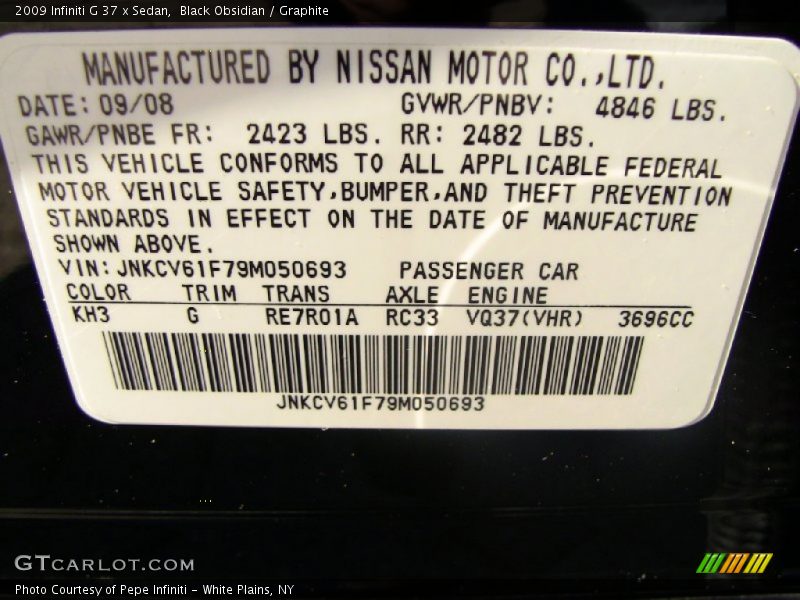 2009 Infiniti G 37 x Sedan, Black Obsidian / Graphite
MANUFACTURED BY NISSAN MOTOR CO.,LTD.
DATE: 09/08 GVWR/PNBV: 4846 LBS.
GAWR/PNBE FR: 2423 LBS. RR: 2482 LBS.
THIS VEHICLE CONFORMS TO ALL APPLICABLE FEDERAL
MOTOR VEHICLE SAFETY,BUMPER,AND THEFT PREVENTION
STANDARDS IN EFFECT ON THE DATE OF MANUFACTURE
SHOWN ABOVE.
VIN: JNKCV61F79M050693 PASSENGER CAR
COLOR TRIM TRANS AXLE ENGINE
KH3 G RE7R01A RC33 VQ37(VHR) 3696CC
JNKCV61F79M050693
GTCARLOT.COM
Photo Courtesy of Pepe Infiniti - White Plains, NY